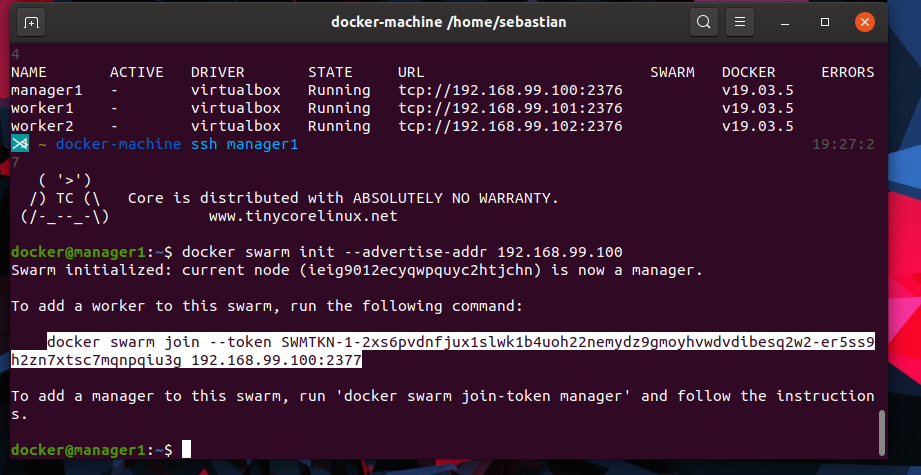 docker-machine /home/sebastian
4
NAME ACTIVE DRIVER STATE URL SWARM DOCKER ERRORS
manager1 - virtualbox Running tcp://192.168.99.100:2376 v19.03.5
worker1 - virtualbox Running tcp://192.168.99.101:2376 v19.03.5
worker2 - virtualbox Running tcp://192.168.99.102:2376 v19.03.5
~ docker-machine ssh manager1 19:27:2
7
( '>')
/) TC (\ Core is distributed with ABSOLUTELY NO WARRANTY.
(/-_--_-\) www.tinycorelinux.net
docker@manager1:~$ docker swarm init --advertise-addr 192.168.99.100
Swarm initialized: current node (ieig9012ecyqwpquyc2htjchn) is now a manager.
To add a worker to this swarm, run the following command:
docker swarm join --token SWMTKN-1-2xs6pvdnfjux1slwk1b4uoh22nemydz9gmoyhvwdvdibesq2w2-er5ss9
h2zn7xtsc7mqnpqiu3g 192.168.99.100:2377
To add a manager to this swarm, run 'docker swarm join-token manager' and follow the instruction
s.
docker@manager1:~$